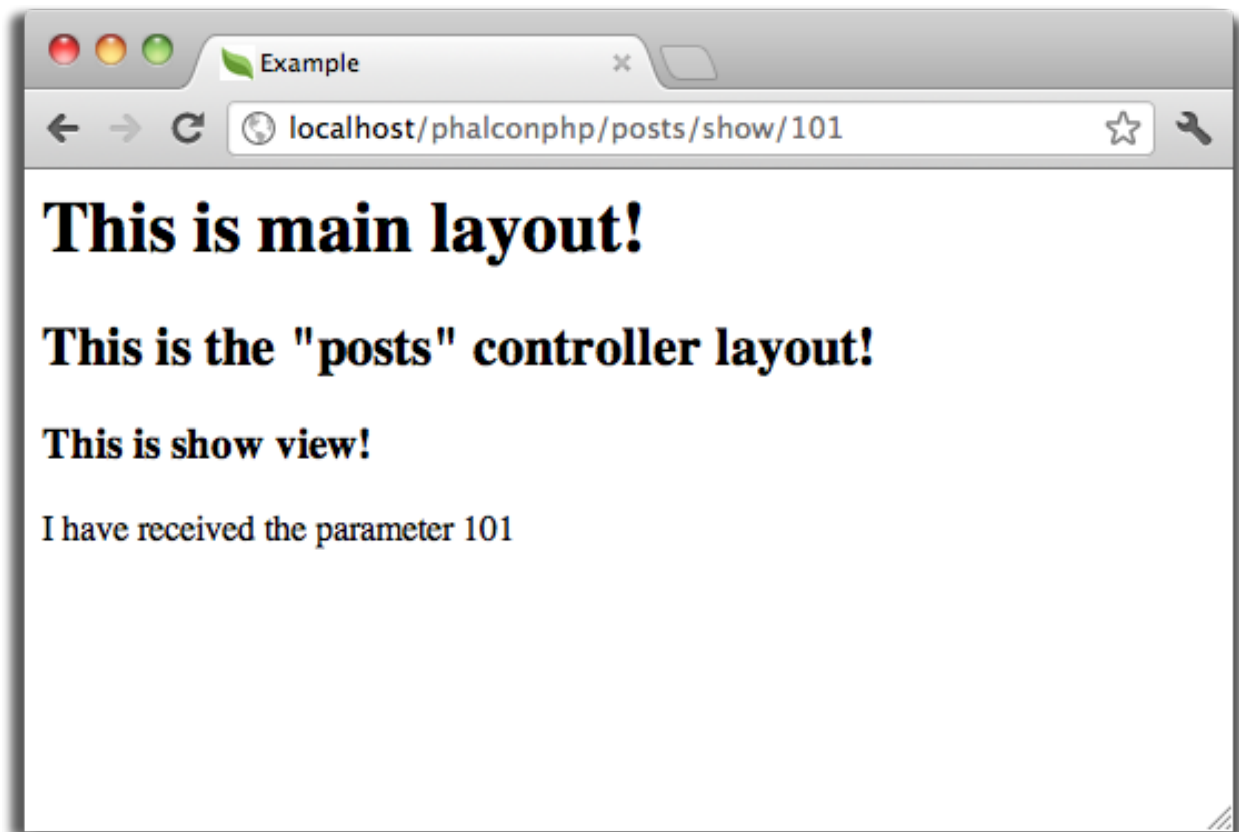 Example
localhost/phalconphp/posts/show/101
This is main layout!
This is the "posts" controller layout!
This is show view!
I have received the parameter 101